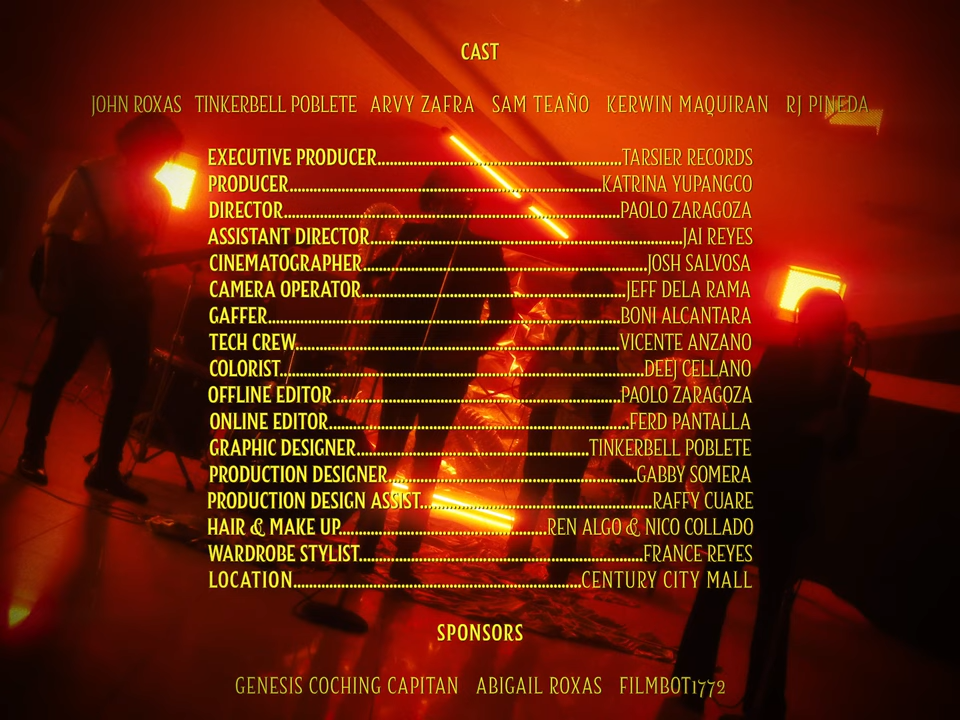 CAST
JOHN ROXAS TINKERBELL POBLETE ARVY ZAFRA SAM TEAÑO KERWIN MAQUIRAN RJ PINEDA
EXECUTIVE PRODUCER..........TARSIER RECORDS
PRODUCER..........KATRINA YUPANGCO
DIRECTOR..........PAOLO ZARAGOZA
ASSISTANT DIRECTOR..........JAI REYES
CINEMATOGRAPHER..........JOSH SALVOSA
CAMERA OPERATOR..........JEFF DELA RAMA
GAFFER..........BONI ALCANTARA
TECH CREW..........VICENTE ANZANO
COLORIST..........DEEJ CELLANO
OFFLINE EDITOR..........PAOLO ZARAGOZA
ONLINE EDITOR..........FERD PANTALLA
GRAPHIC DESIGNER..........TINKERBELL POBLETE
PRODUCTION DESIGNER..........GABBY SOMERA
PRODUCTION DESIGN ASSIST..........RAFFY CUARE
HAIR & MAKE UP..........REN ALGO & NICO COLLADO
WARDROBE STYLIST..........FRANCE REYES
LOCATION..........CENTURY CITY MALL
SPONSORS
GENESIS COCHING CAPITAN ABIGAIL ROXAS FILMBOT1772